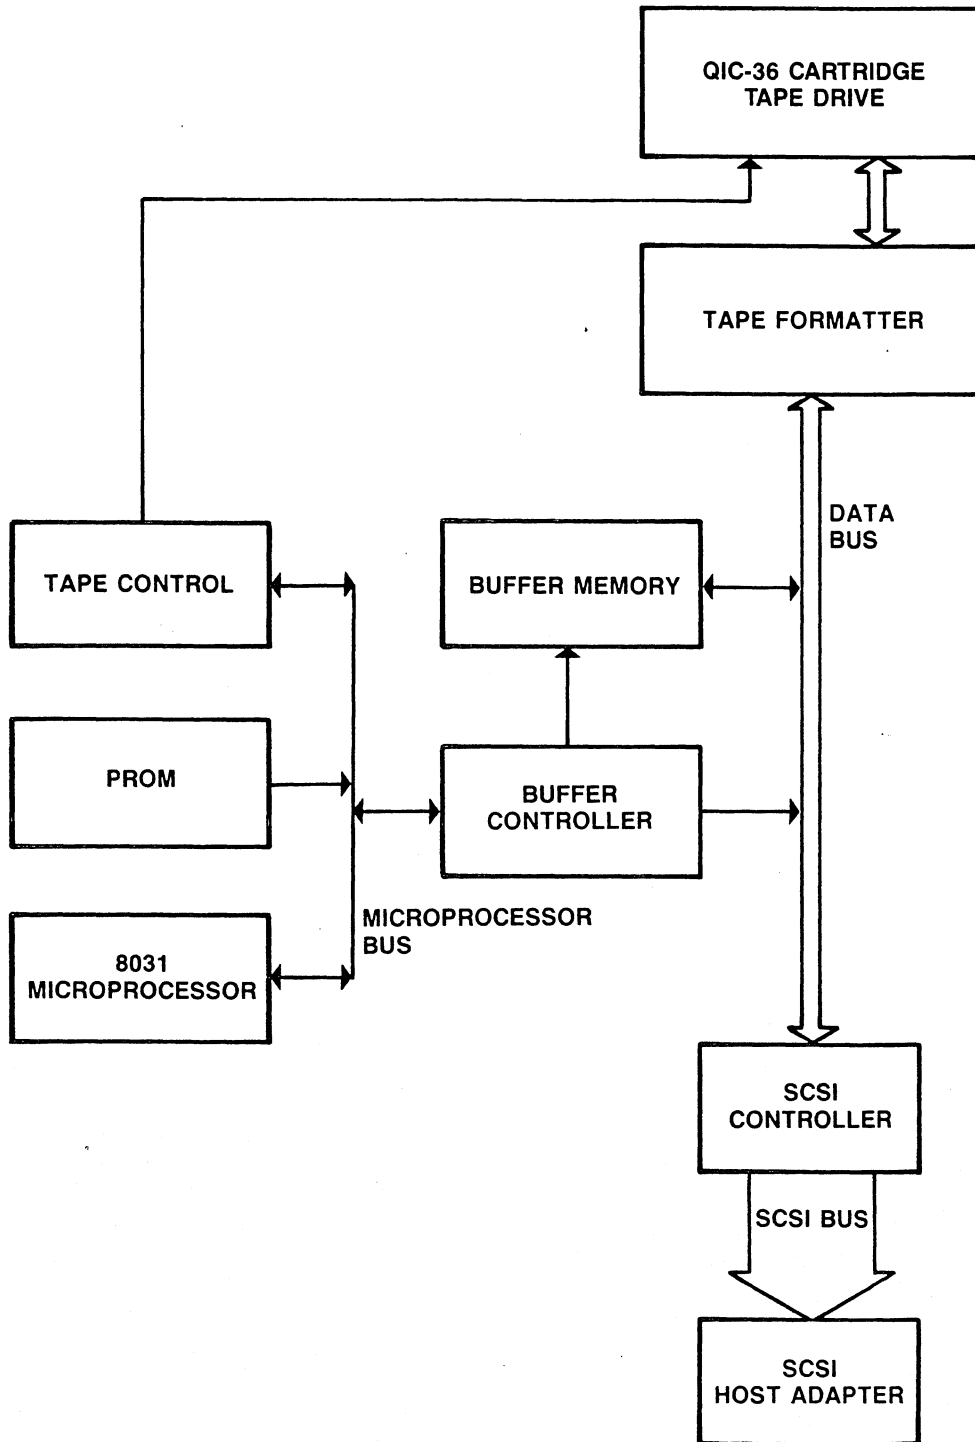 QIC-36 CARTRIDGE
TAPE DRIVE
TAPE FORMATTER
DATA
BUS
TAPE CONTROL
BUFFER MEMORY
PROM
BUFFER
CONTROLLER
MICROPROCESSOR
BUS
8031
MICROPROCESSOR
SCSI
CONTROLLER
SCSI BUS
SCSI
HOST ADAPTER